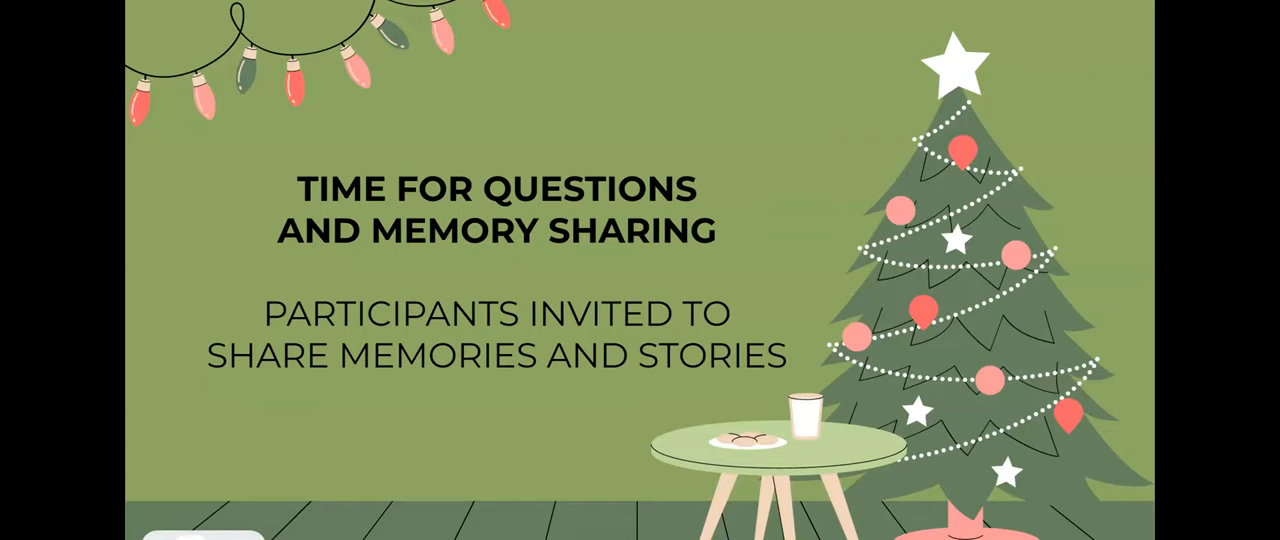 TIME FOR QUESTIONS
AND MEMORY SHARING
PARTICIPANTS INVITED TO
SHARE MEMORIES AND STORIES